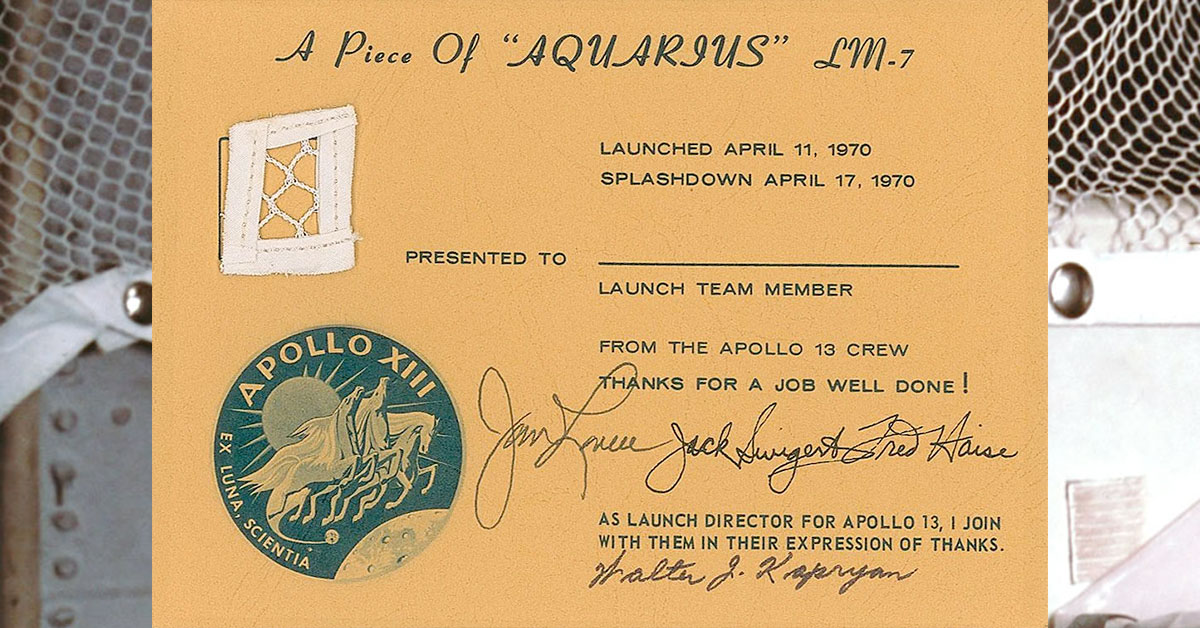 A Piece Of “AQUARIUS” LM-7
LAUNCHED APRIL 11, 1970
SPLASHDOWN APRIL 17, 1970
PRESENTED TO
LAUNCH TEAM MEMBER
FROM THE APOLLO 13 CREW
THANKS FOR A JOB WELL DONE!
APOLLO XIII
EX LUNA, SCIENTIA
Jim Lovell Jack Swigert Fred Haise
AS LAUNCH DIRECTOR FOR APOLLO 13, I JOIN
WITH THEM IN THEIR EXPRESSION OF THANKS.
Walter J. Kapryan